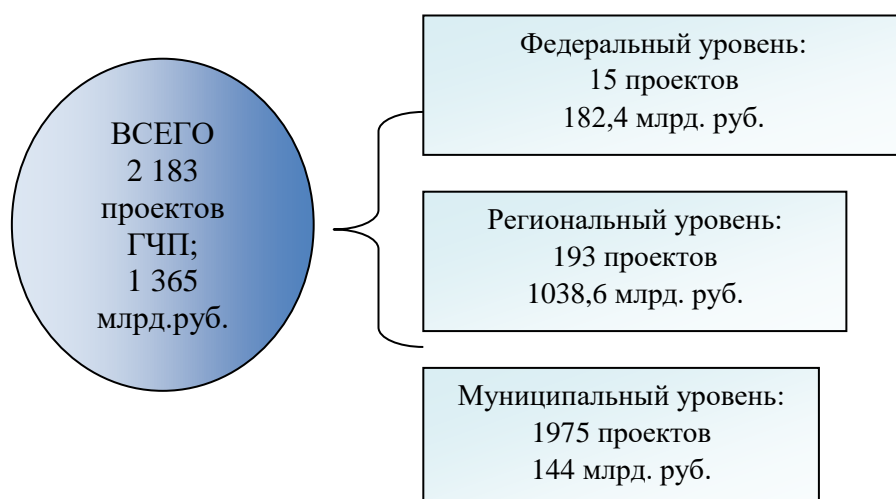 ВСЕГО
2 183
проектов
ГЧП;
1 365
млрд.руб.
Федеральный уровень:
15 проектов
182,4 млрд. руб.
Региональный уровень:
193 проектов
1038,6 млрд. руб.
Муниципальный уровень:
1975 проектов
144 млрд. руб.